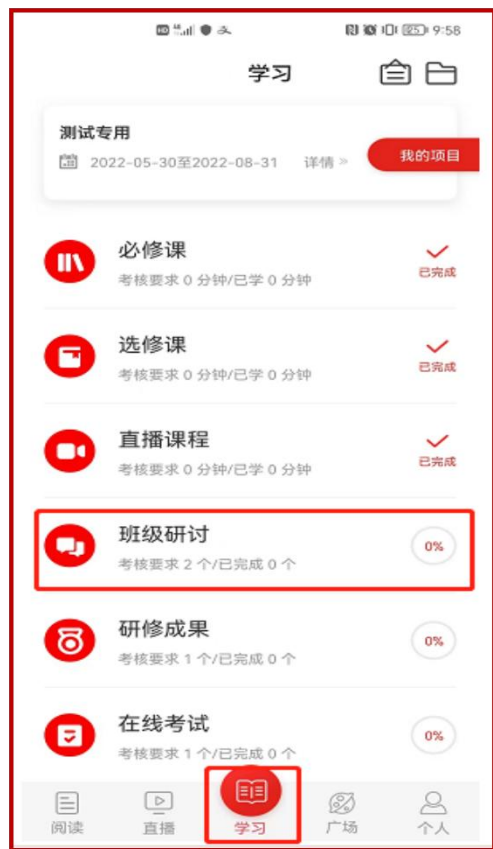 HD 25 9:58
学习
测试专用
2022-05-30至2022-08-31 详情 »
我的项目
必修课
考核要求 0 分钟/已学 0 分钟
已完成
选修课
考核要求 0 分钟/已学 0 分钟
已完成
直播课程
考核要求 0 分钟/已学 0 分钟
已完成
班级研讨
考核要求 2 个/已完成 0 个
0%
研修成果
考核要求 1 个/已完成 0 个
0%
在线考试
考核要求 1 个/已完成 0 个
0%
阅读 直播 学习 广场 个人